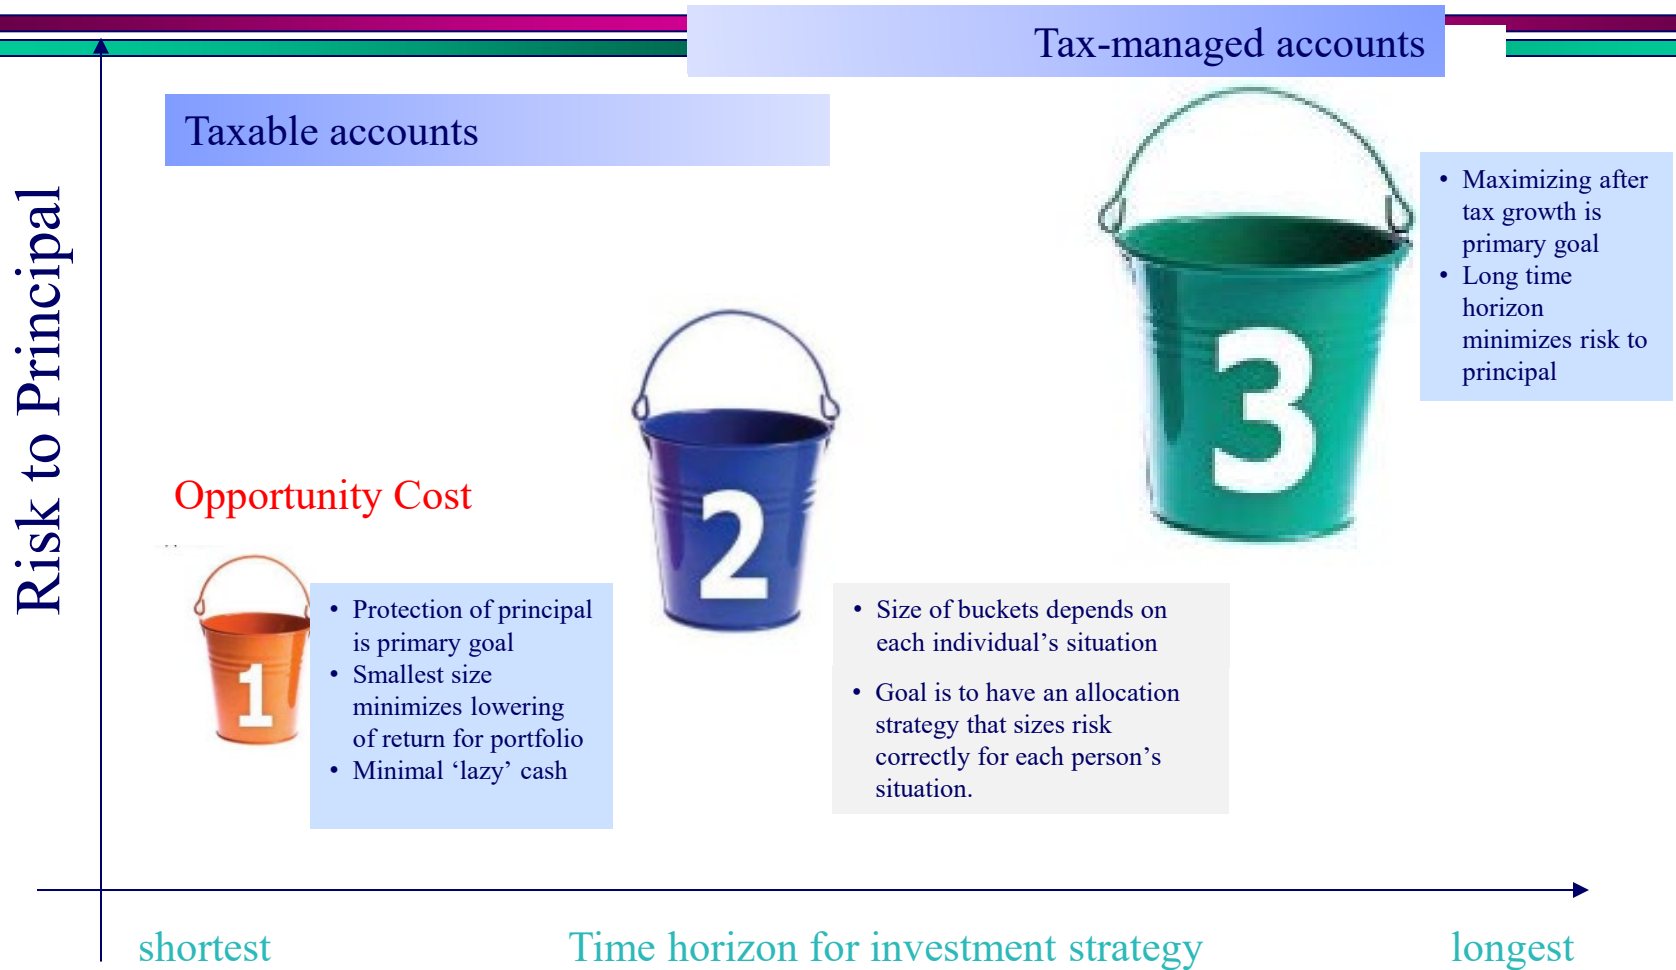 Tax-managed accounts
Taxable accounts
Risk to Principal
• Maximizing after
tax growth is
primary goal
• Long time
horizon
minimizes risk to
principal
3
2
Opportunity Cost
1
• Protection of principal
is primary goal
• Smallest size
minimizes lowering
of return for portfolio
• Minimal ‘lazy’ cash
• Size of buckets depends on
each individual’s situation
• Goal is to have an allocation
strategy that sizes risk
correctly for each person’s
situation.
shortest
Time horizon for investment strategy
longest